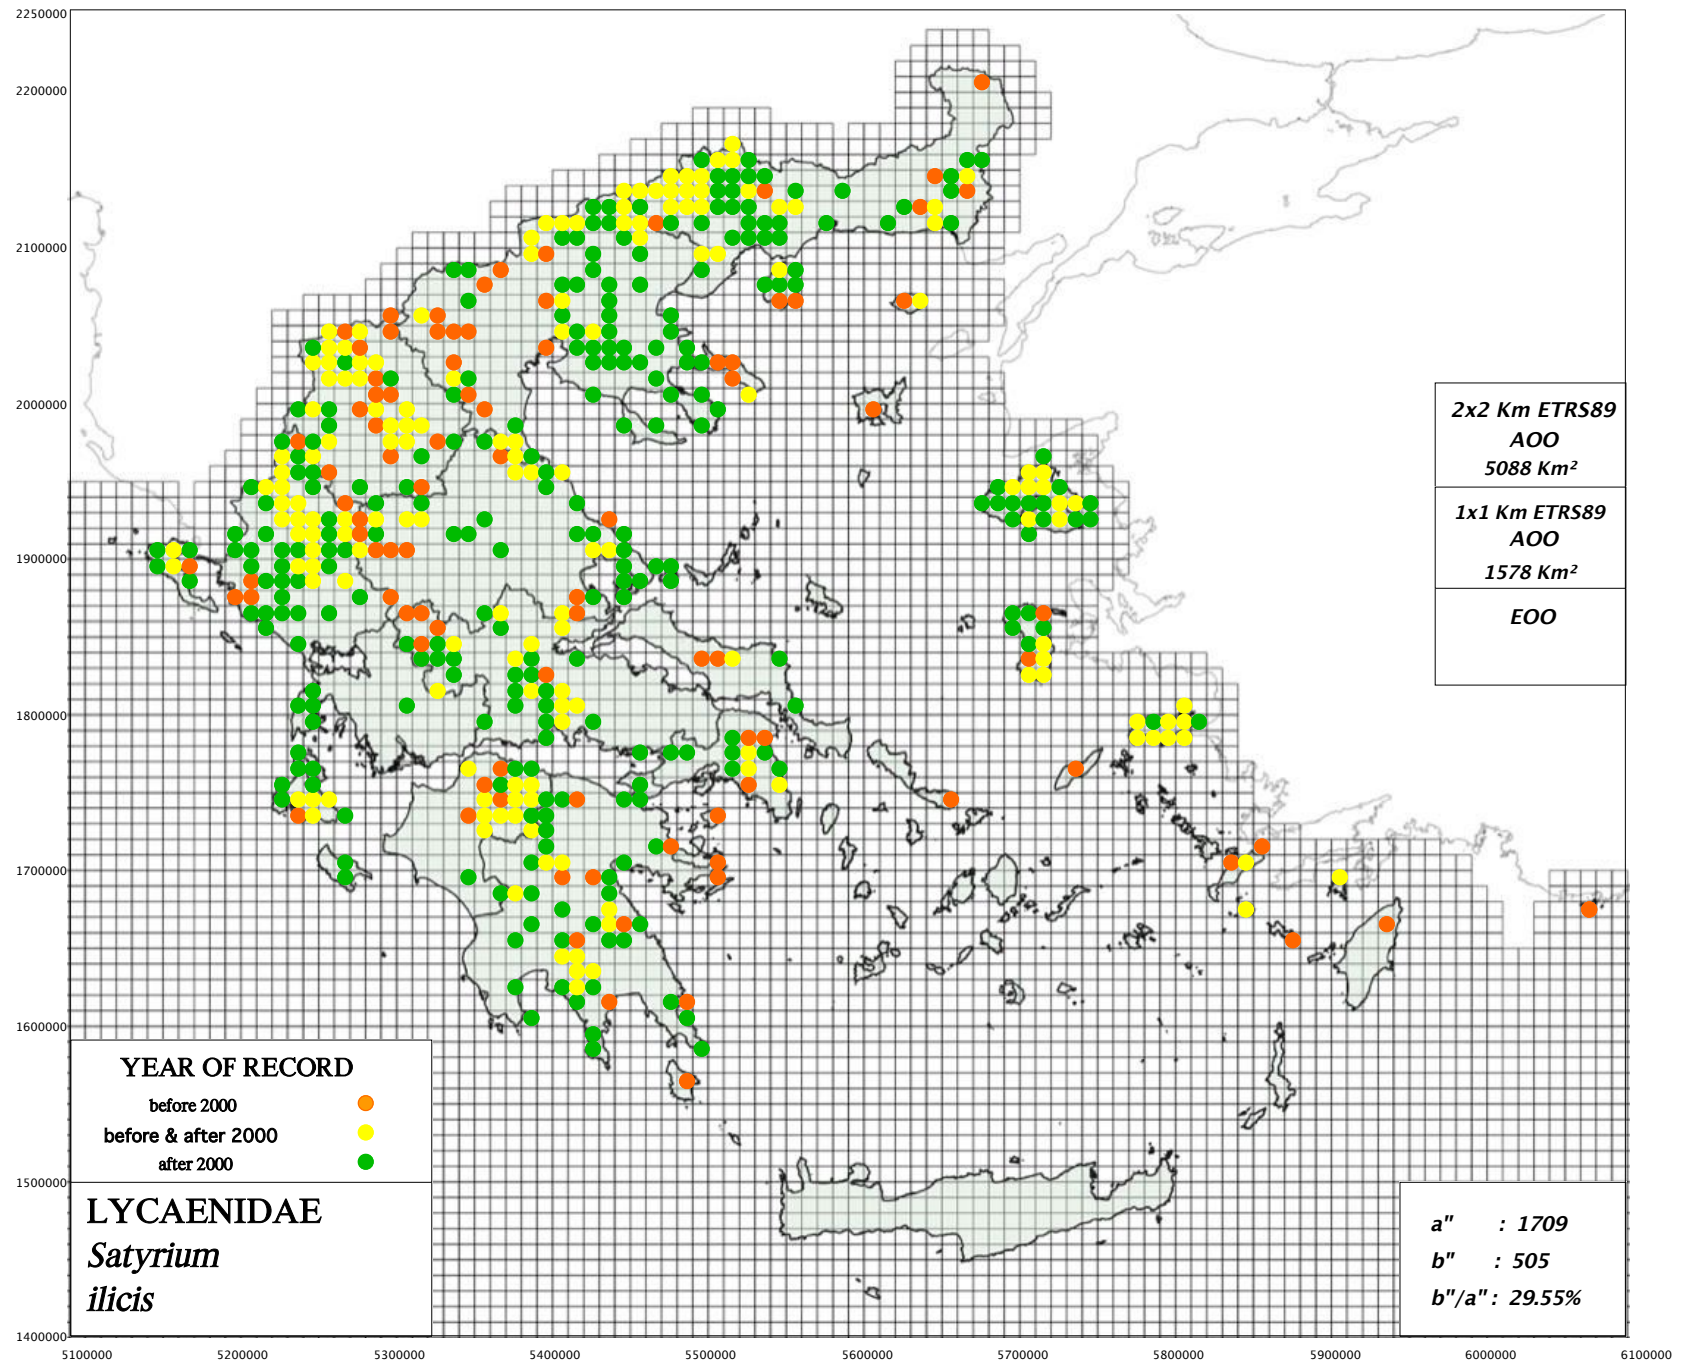 2250000
2200000
2100000
2000000
1900000
1800000
1700000
1600000
1500000
1400000
2x2 Km ETRS89
AOO
5088 Km²
1x1 Km ETRS89
AOO
1578 Km²
EOO
YEAR OF RECORD
before 2000
before & after 2000
after 2000
LYCAENIDAE
Satyrium
ilicis
a" : 1709
b" : 505
b"/a" : 29.55%
5100000 5200000 5300000 5400000 5500000 5600000 5700000 5800000 5900000 6000000 6100000